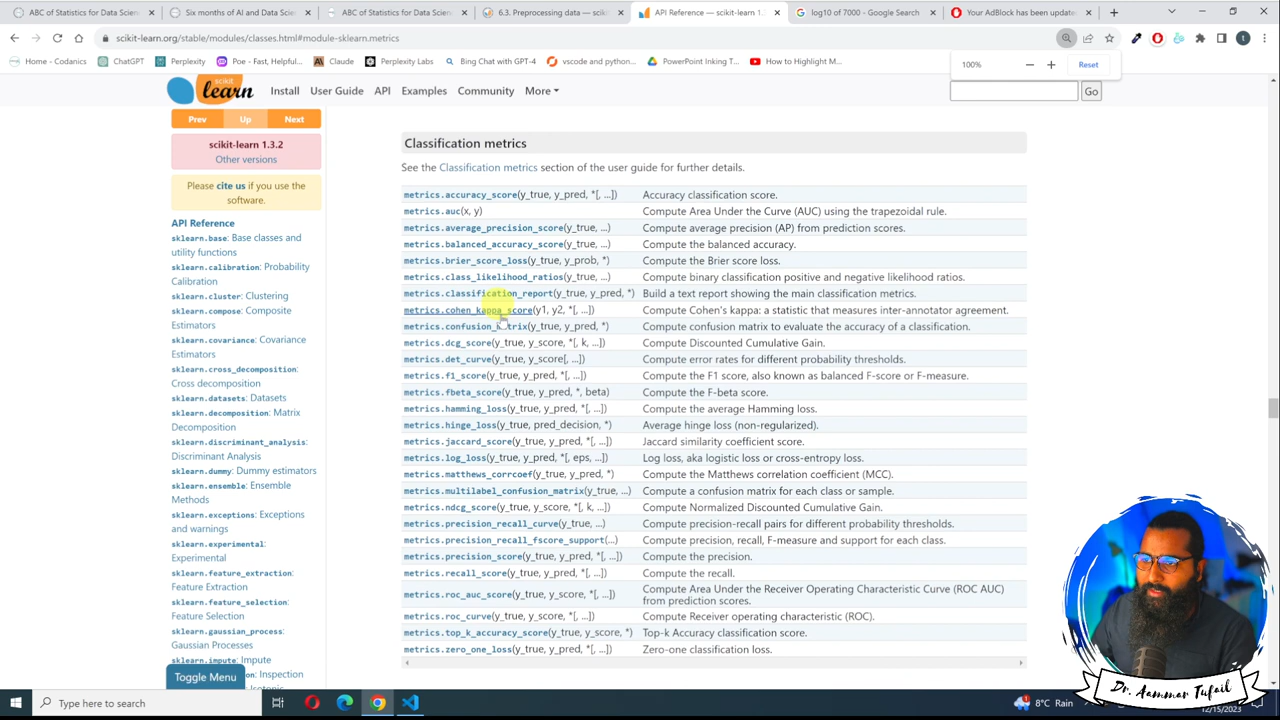 ABC of Statistics for Data Scien
Six months of AI and Data Scie
ABC of Statistics for Data Scien
6.3. Preprocessing data — scikit
API Reference — scikit-learn 1.3
log10 of 7000 - Google Search
Your AdBlock has been updated
scikit-learn.org/stable/modules/classes.html#module-sklearn.metrics
Home - Codanics
ChatGPT
Perplexity
Poe - Fast, Helpful...
Claude
Perplexity Labs
Bing Chat with GPT-4
vscode and python...
PowerPoint Inking T...
How to Highlight M...
100%
Reset
scikit
learn
Install
User Guide
API
Examples
Community
More
Go
Prev
Up
Next
scikit-learn 1.3.2
Other versions
Please cite us if you use the
software.
API Reference
sklearn.base: Base classes and
utility functions
sklearn.calibration: Probability
Calibration
sklearn.cluster: Clustering
sklearn.compose: Composite
Estimators
sklearn.covariance: Covariance
Estimators
sklearn.cross_decomposition:
Cross decomposition
sklearn.datasets: Datasets
sklearn.decomposition: Matrix
Decomposition
sklearn.discriminant_analysis:
Discriminant Analysis
sklearn.dummy: Dummy estimators
sklearn.ensemble: Ensemble
Methods
sklearn.exceptions: Exceptions
and warnings
sklearn.experimental:
Experimental
sklearn.feature_extraction:
Feature Extraction
sklearn.feature_selection:
Feature Selection
sklearn.gaussian_process:
Gaussian Processes
sklearn.impute: Impute
Inspection
Toggle Menu
Classification metrics
See the Classification metrics section of the user guide for further details.
metrics.accuracy_score(y_true, y_pred, *[, ...]) Accuracy classification score.
metrics.auc(x, y) Compute Area Under the Curve (AUC) using the trapezoidal rule.
metrics.average_precision_score(y_true, ...) Compute average precision (AP) from prediction scores.
metrics.balanced_accuracy_score(y_true, ...) Compute the balanced accuracy.
metrics.brier_score_loss(y_true, y_prob, *) Compute the Brier score loss.
metrics.class_likelihood_ratios(y_true, ...) Compute binary classification positive and negative likelihood ratios.
metrics.classification_report(y_true, y_pred, *) Build a text report showing the main classification metrics.
metrics.cohen_kappa_score(y1, y2, *[, ...]) Compute Cohen's kappa: a statistic that measures inter-annotator agreement.
metrics.confusion_matrix(y_true, y_pred, *) Compute confusion matrix to evaluate the accuracy of a classification.
metrics.dcg_score(y_true, y_score, *[, k, ...]) Compute Discounted Cumulative Gain.
metrics.det_curve(y_true, y_score[, ...]) Compute error rates for different probability thresholds.
metrics.f1_score(y_true, y_pred, *[, ...]) Compute the F1 score, also known as balanced F-score or F-measure.
metrics.fbeta_score(y_true, y_pred, *, beta) Compute the F-beta score.
metrics.hamming_loss(y_true, y_pred, *[, ...]) Compute the average Hamming loss.
metrics.hinge_loss(y_true, pred_decision, *) Average hinge loss (non-regularized).
metrics.jaccard_score(y_true, y_pred, *[, ...]) Jaccard similarity coefficient score.
metrics.log_loss(y_true, y_pred, *[, eps, ...]) Log loss, aka logistic loss or cross-entropy loss.
metrics.matthews_corrcoef(y_true, y_pred, *) Compute the Matthews correlation coefficient (MCC).
metrics.multilabel_confusion_matrix(y_true, ...) Compute a confusion matrix for each class or sample.
metrics.ndcg_score(y_true, y_score, *[, k, ...]) Compute Normalized Discounted Cumulative Gain.
metrics.precision_recall_curve(y_true, ...) Compute precision-recall pairs for different probability thresholds.
metrics.precision_recall_fscore_support(...) Compute precision, recall, F-measure and support for each class.
metrics.precision_score(y_true, y_pred, *[, ...]) Compute the precision.
metrics.recall_score(y_true, y_pred, *[, ...]) Compute the recall.
metrics.roc_auc_score(y_true, y_score, *[, ...]) Compute Area Under the Receiver Operating Characteristic Curve (ROC AUC)
from prediction scores.
metrics.roc_curve(y_true, y_score, *[, ...]) Compute Receiver operating characteristic (ROC).
metrics.top_k_accuracy_score(y_true, y_score, *) Top-k Accuracy classification score.
metrics.zero_one_loss(y_true, y_pred, *[, ...]) Zero-one classification loss.
Dr. Aammar Tufail
Type here to search
8°C Rain
12/15/2023